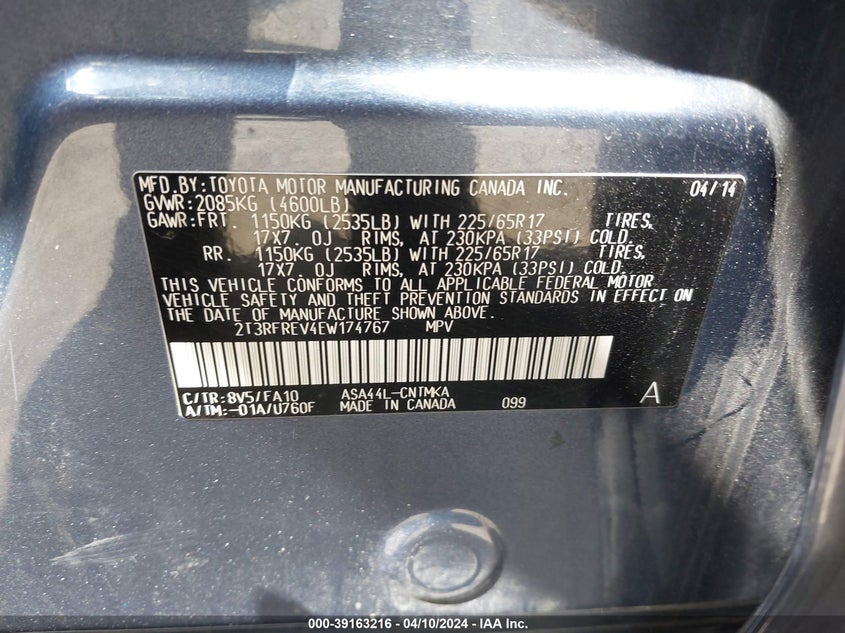 MFD.BY:TOYOTA MOTOR MANUFACTURING CANADA INC. 04/14
GVWR:2085KG (4600LB)
GAWR:FRT. 1150KG (2535LB) WITH 225/65R17 TIRES,
17X7.0J RIMS, AT 230KPA (33PSI) COLD.
RR. 1150KG (2535LB) WITH 225/65R17 TIRES,
17X7.0J RIMS, AT 230KPA (33PSI) COLD.
THIS VEHICLE CONFORMS TO ALL APPLICABLE FEDERAL MOTOR
VEHICLE SAFETY AND THEFT PREVENTION STANDARDS IN EFFECT ON
THE DATE OF MANUFACTURE SHOWN ABOVE.
2T3RFREV4EW174767 MPV
C/TR:8V5/FA10 ASA44L-CNTMKA
A/TM:-01A/U760F MADE IN CANADA 099 A
000-39163216 - 04/10/2024 - IAA Inc.